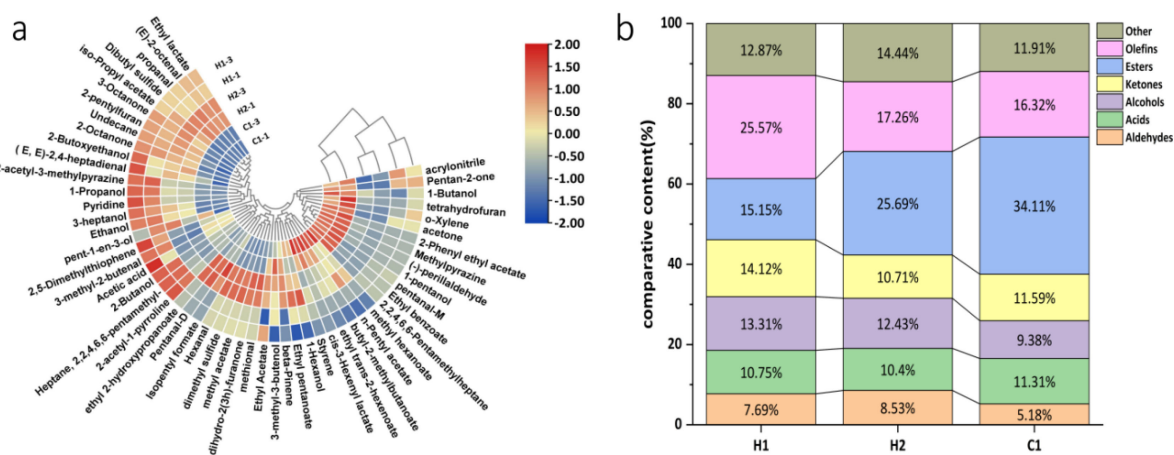 a
Ethyl lactate
(E)-2-octenal
propanal
Dibutyl sulfide
iso-Propyl acetate
3-Octanone
2-pentylfuran
Undecane
2-Octanone
2-Butoxyethanol
( E, E)-2,4-heptadienal
2-acetyl-3-methylpyrazine
1-Propanol
Pyridine
3-heptanol
Ethanol
pent-1-en-3-ol
2,5-Dimethylthiophene
3-methyl-2-butenal
Acetic acid
2-Butanol
Heptane, 2,2,4,6,6-pentamethyl-
2-acetyl-1-pyrroline
ethyl 2-hydroxypropanoate
Pentanal-D
Isopentyl formate
Hexanal
dimethyl sulfide
methyl acetate
dihydro-2(3h)-furanone
methional
Ethyl Acetate
3-methyl-3-butenol
beta-Pinene
Ethyl pentanoate
1-Hexanol
Styrene
cis-3-Hexenyl lactate
ethyl trans-2-hexenoate
butyl-2-methylbutanoate
n-Pentyl acetate
methyl hexanoate
2,2,4,6,6-Pentamethylheptane
Ethyl benzoate
pentanal-M
1-pentanol
(-)-perillaldehyde
Methylpyrazine
2-Phenyl ethyl acetate
acetone
o-Xylene
tetrahydrofuran
1-Butanol
Pentan-2-one
acrylonitrile
H1-3
H1-1
H2-3
H2-1
C1-3
C1-1
2.00
1.50
1.00
0.50
0.00
-0.50
-1.00
-1.50
-2.00
b
comparative content(%)
100
80
60
40
20
0
12.87%
25.57%
15.15%
14.12%
13.31%
10.75%
7.69%
14.44%
17.26%
25.69%
10.71%
12.43%
10.4%
8.53%
11.91%
16.32%
34.11%
11.59%
9.38%
11.31%
5.18%
H1
H2
C1
Other
Olefins
Esters
Ketones
Alcohols
Acids
Aldehydes